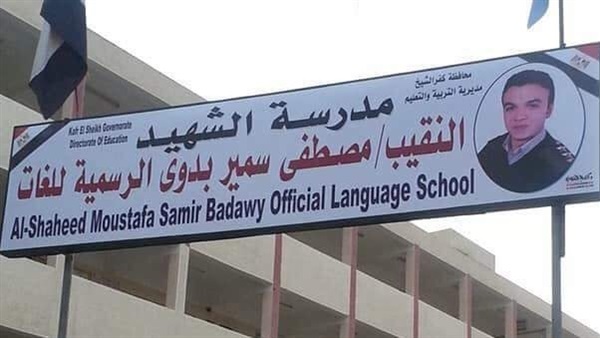 محافظة كفر الشيخ
مديرية التربية والتعليم
Kafr El Sheikh Governorate
Directorate Of Education
مدرسة الشهيد
النقيب/ مصطفى سمير بدوى الرسمية للغات
Al-Shaheed Moustafa Samir Badawy Official Language School